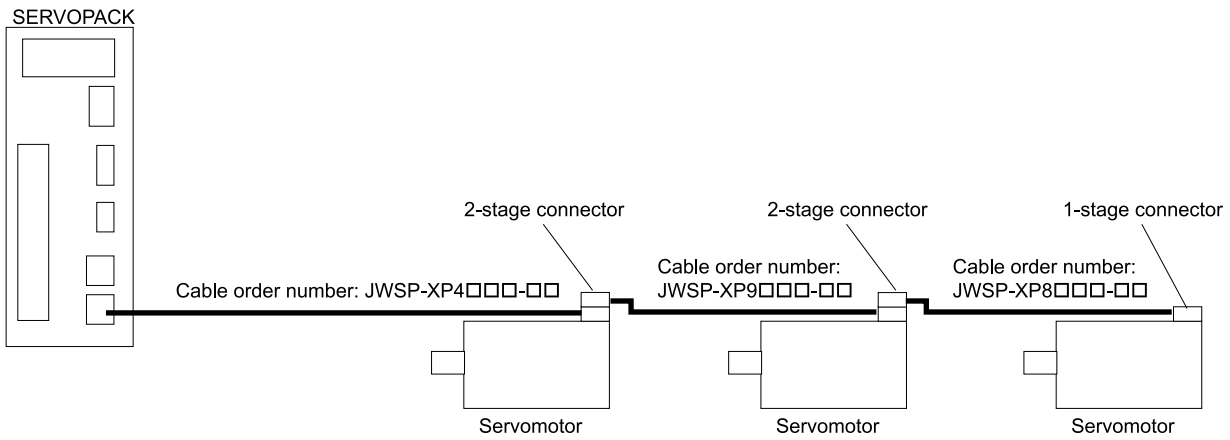 SERVOPACK
2-stage connector
2-stage connector
1-stage connector
Cable order number: JWSP-XP4□□□-□□
Cable order number:
JWSP-XP9□□□-□□
Cable order number:
JWSP-XP8□□□-□□
Servomotor
Servomotor
Servomotor